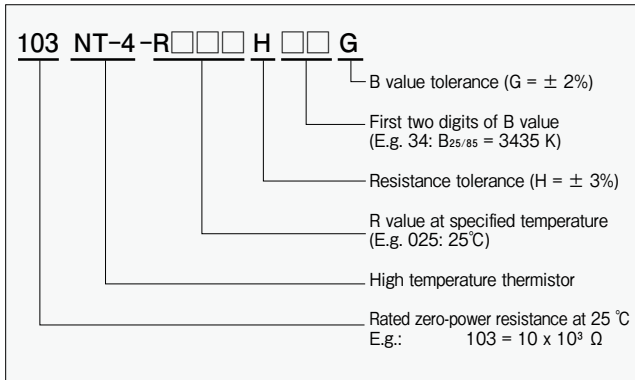 103 NT-4-R□□□ H □□ G
B value tolerance (G = ± 2%)
First two digits of B value
(E.g. 34: B₂₅/₈₅ = 3435 K)
Resistance tolerance (H = ± 3%)
R value at specified temperature
(E.g. 025: 25℃)
High temperature thermistor
Rated zero-power resistance at 25 ℃
E.g.: 103 = 10 x 10³ Ω